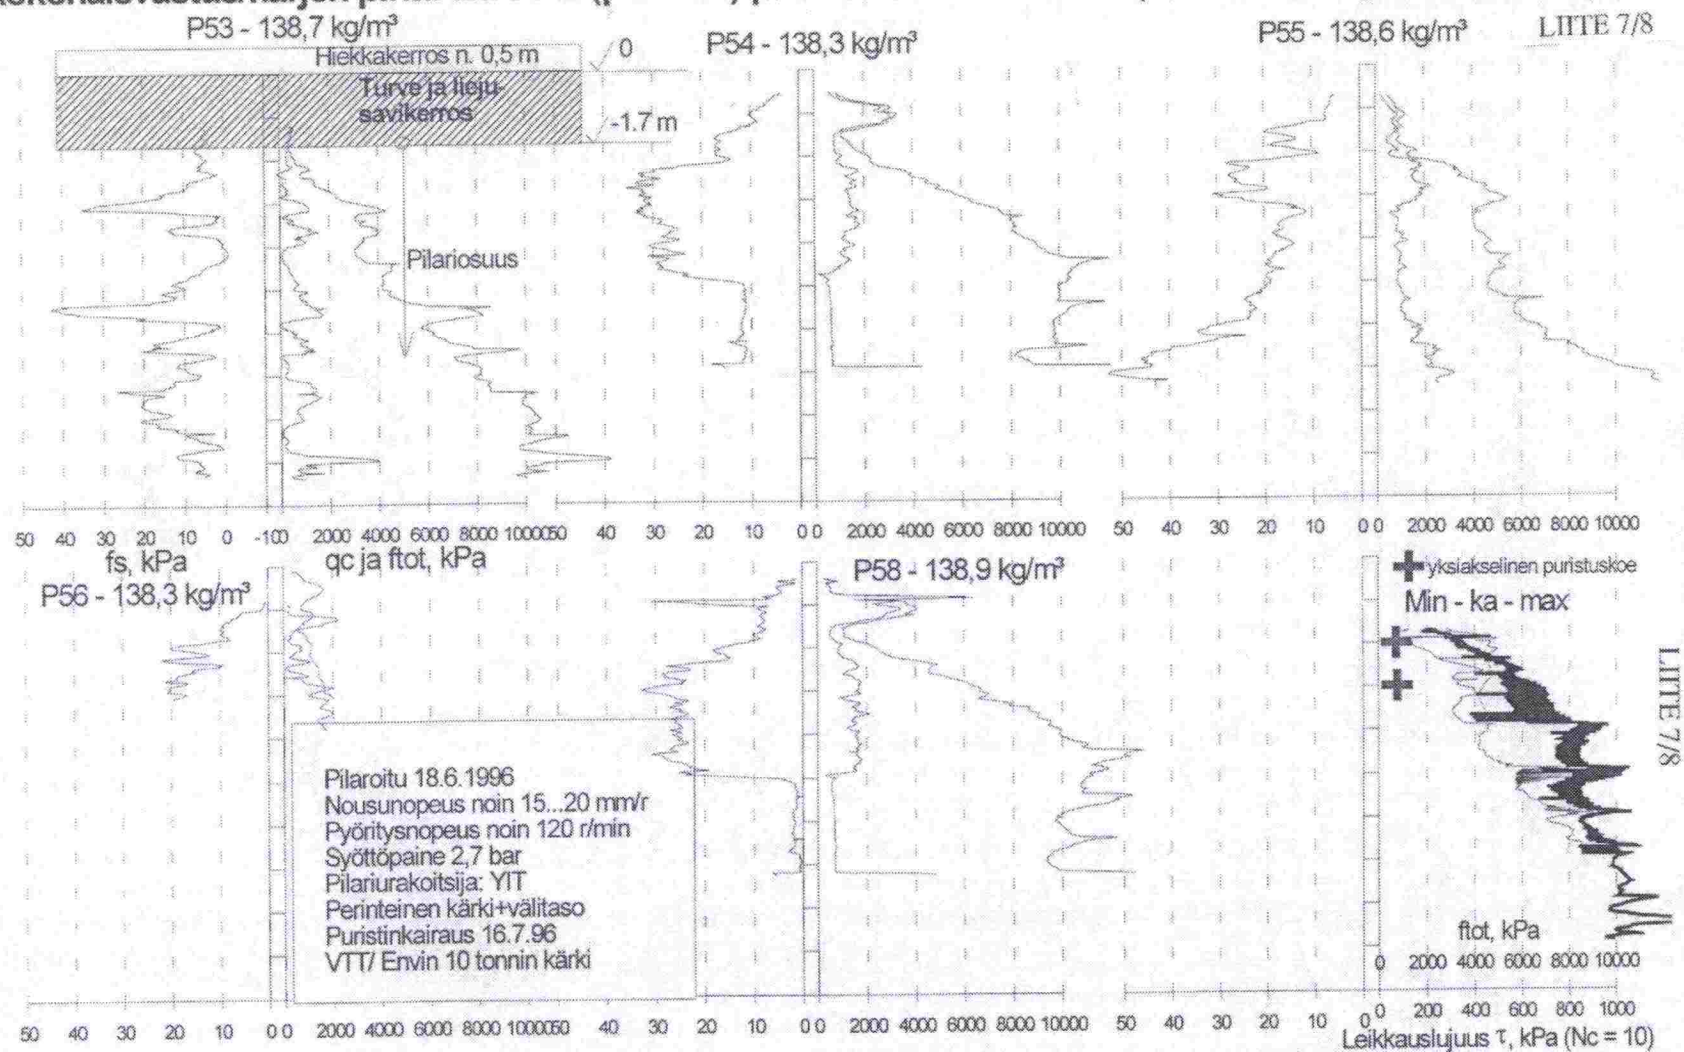 P53 - 138,7 kg/m³
P54 - 138,3 kg/m³
P55 - 138,6 kg/m³
LIITE 7/8
Hiekkakerros n. 0,5 m
0
Turve ja lieju-
savikerros
-1.7 m
Pilariosuus
50 40 30 20 10 0 -10 0 2000 4000 6000 8000 10000
50 40 30 20 10 0 0 2000 4000 6000 8000 10000
50 40 30 20 10 0 0 2000 4000 6000 8000 10000
fs, kPa
qc ja ftot, kPa
P56 - 138,3 kg/m³
P58 - 138,9 kg/m³
yksiakselinen puristuskoe
Min - ka - max
LIITE 7/8
Pilaroitu 18.6.1996
Nousunopeus noin 15...20 mm/r
Pyöritysnopeus noin 120 r/min
Syöttöpaine 2,7 bar
Pilariurakoitsija: YIT
Perinteinen kärki+välitaso
Puristinkairaus 16.7.96
VTT/ Envin 10 tonnin kärki
ftot, kPa
0 2000 4000 6000 8000 10000
50 40 30 20 10 0 0 2000 4000 6000 8000 10000
50 40 30 20 10 0 0 2000 4000 6000 8000 10000
50 40 30 20 10 0 0 200 400 600 800 1000
Leikkauslujuus τ, kPa (Nc = 10)